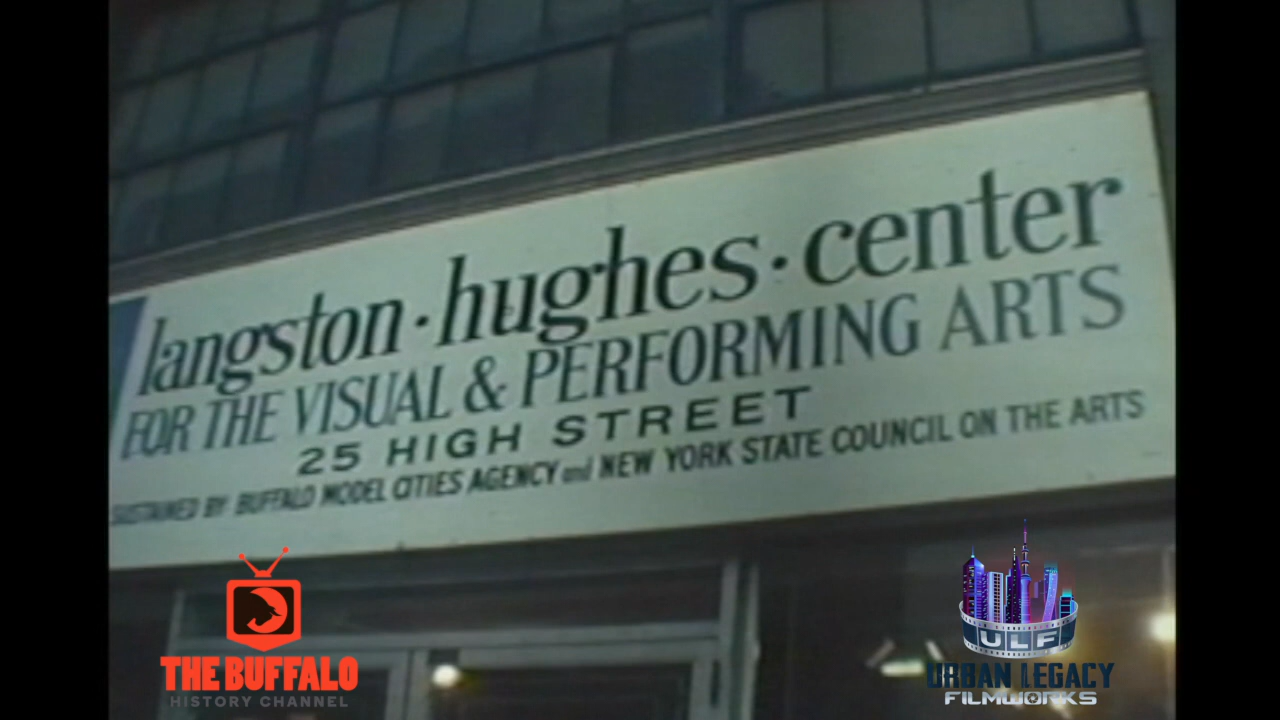 langston · hughes · center
FOR THE VISUAL & PERFORMING ARTS
25 HIGH STREET
SUSTAINED BY: BUFFALO MODEL CITIES AGENCY and NEW YORK STATE COUNCIL ON THE ARTS
THE BUFFALO
HISTORY CHANNEL
ULF
URBAN LEGACY
FILMWORKS